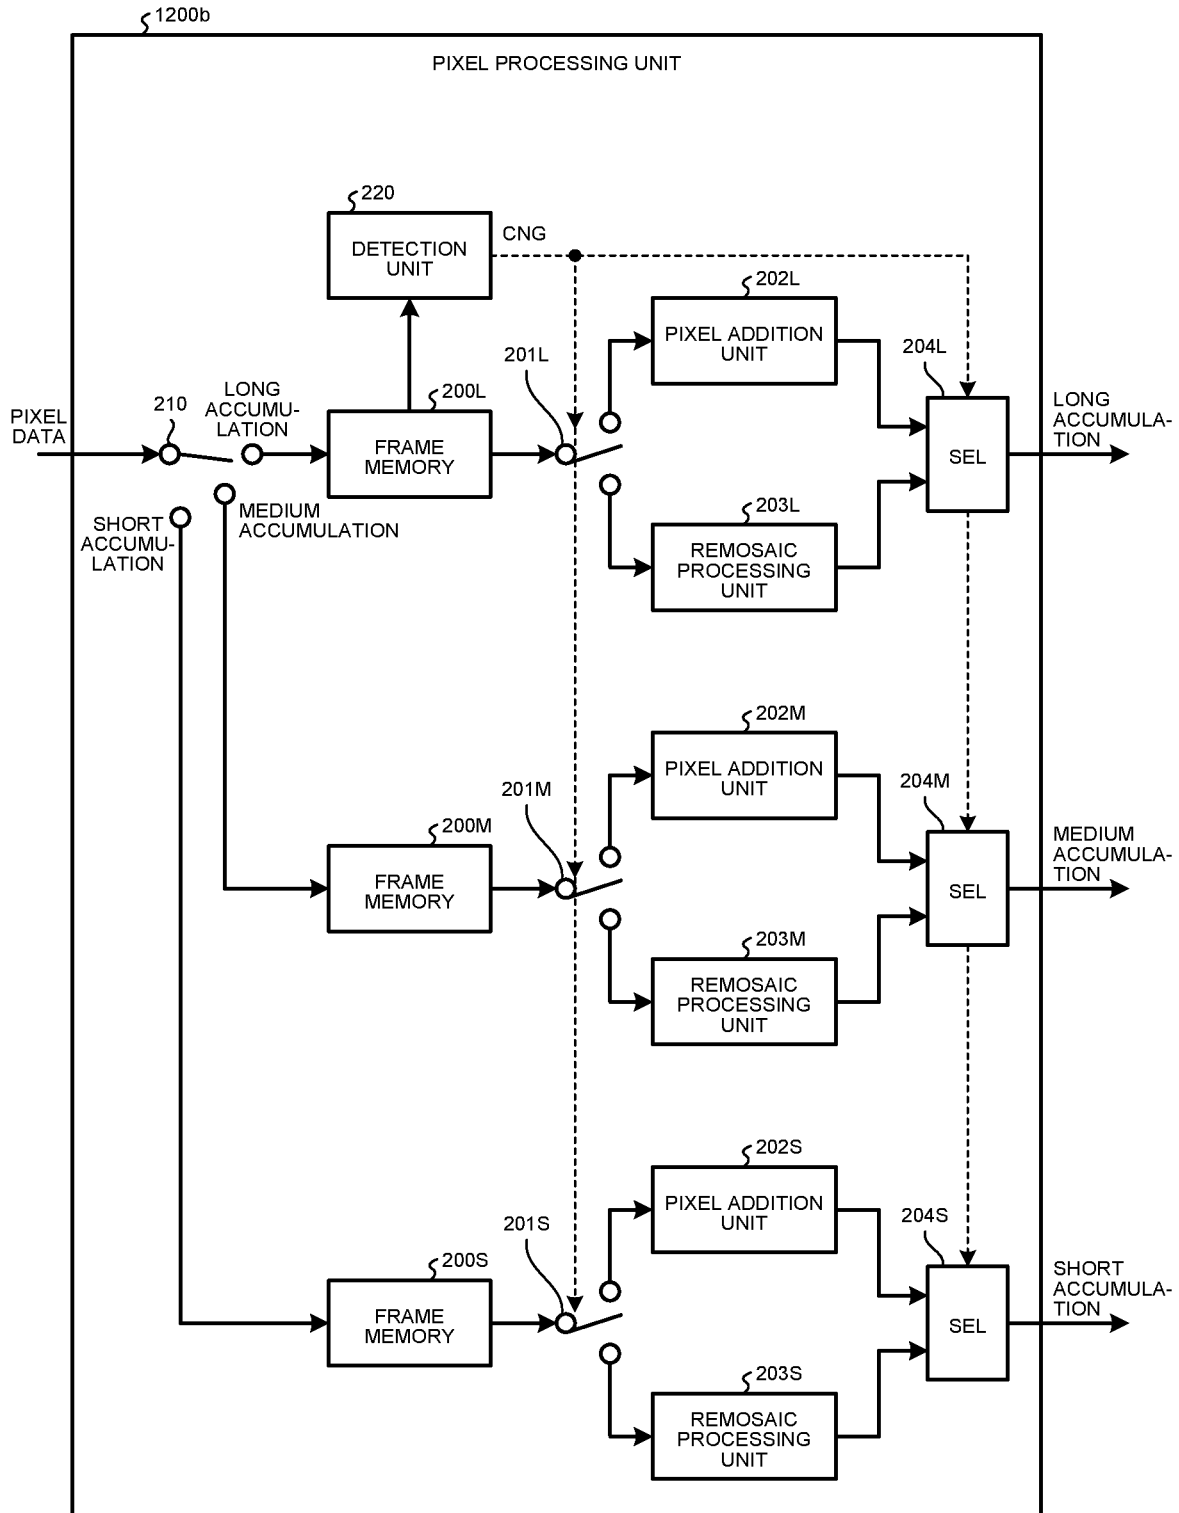 1200b
PIXEL PROCESSING UNIT
220
DETECTION
UNIT
CNG
202L
PIXEL ADDITION
UNIT
201L
204L
LONG
ACCUMU-
LATION
200L
210
PIXEL
DATA
FRAME
MEMORY
SEL
LONG
ACCUMULA-
TION
MEDIUM
ACCUMULATION
SHORT
ACCUMU-
LATION
203L
REMOSAIC
PROCESSING
UNIT
202M
PIXEL ADDITION
UNIT
201M
204M
200M
FRAME
MEMORY
SEL
MEDIUM
ACCUMULA-
TION
203M
REMOSAIC
PROCESSING
UNIT
202S
PIXEL ADDITION
UNIT
201S
204S
200S
FRAME
MEMORY
SEL
SHORT
ACCUMULA-
TION
203S
REMOSAIC
PROCESSING
UNIT